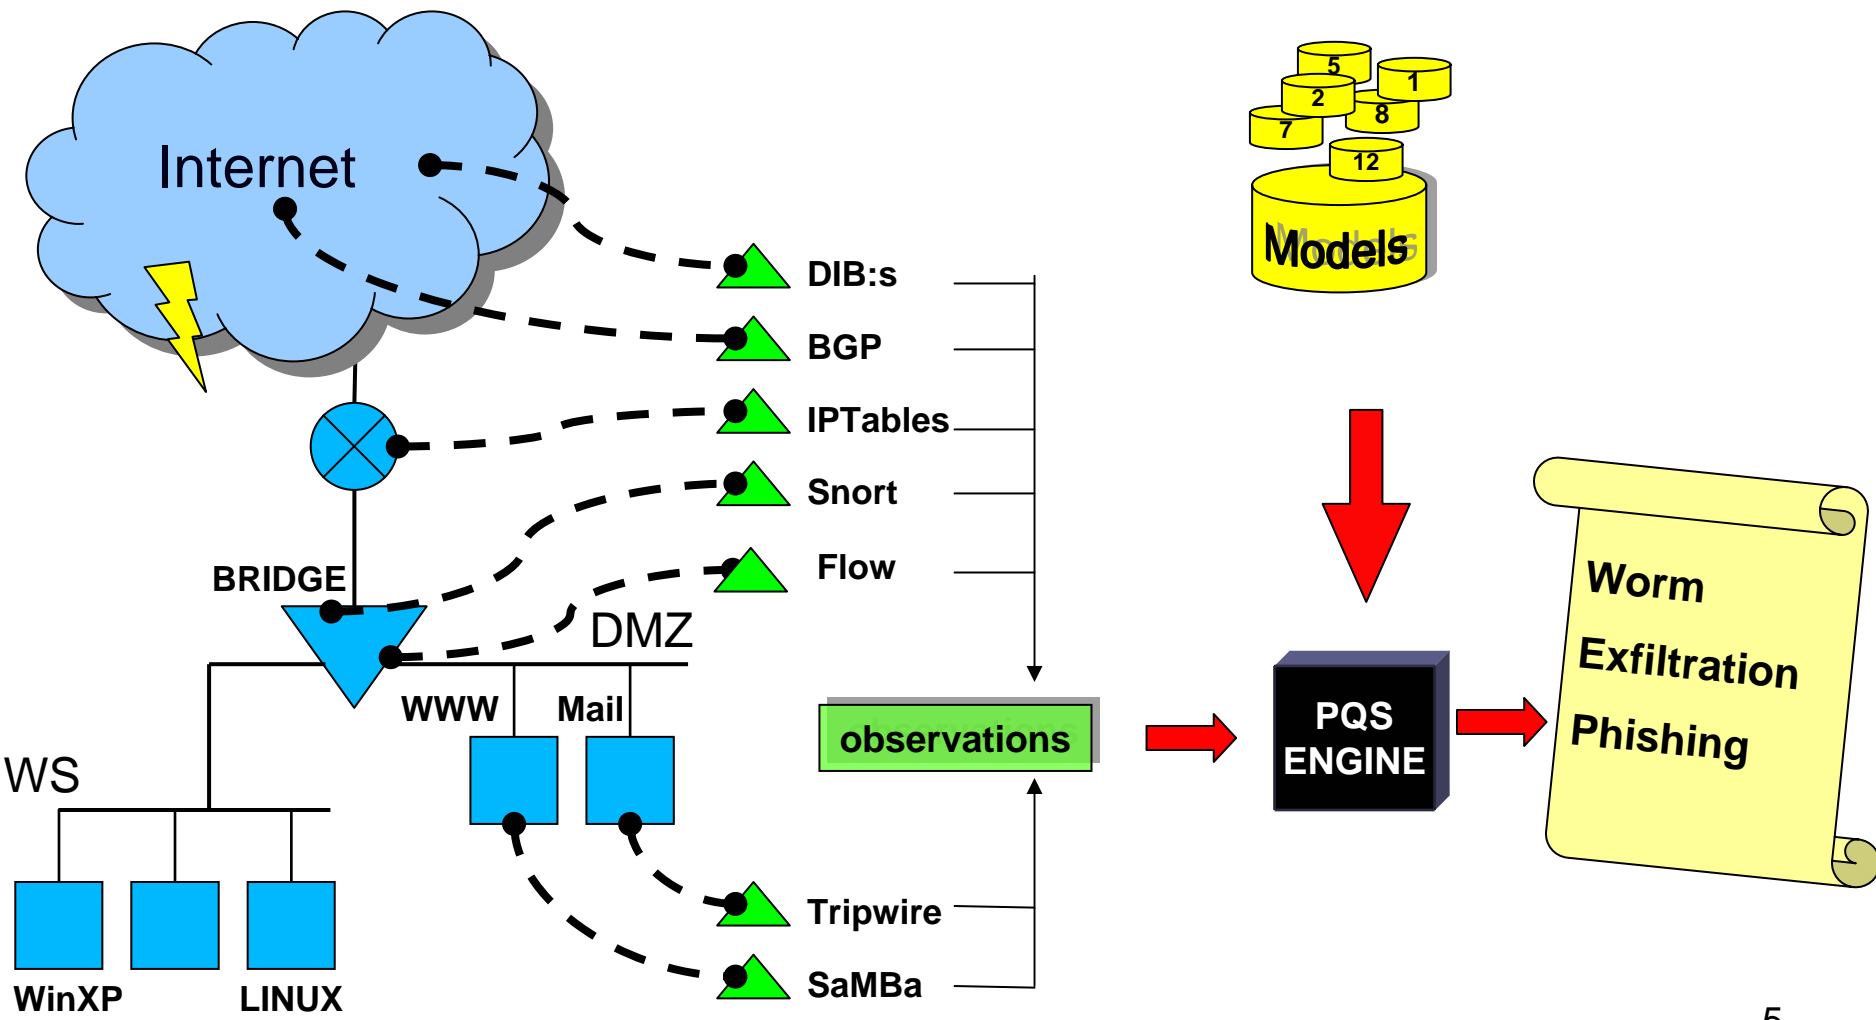 Internet
5
1
2
8
7
12
Models
DIB:s
BGP
IPTables
Snort
Flow
BRIDGE
DMZ
WWW
Mail
WS
WinXP
LINUX
Tripwire
SaMBa
observations
PQS
ENGINE
Worm
Exfiltration
Phishing
5